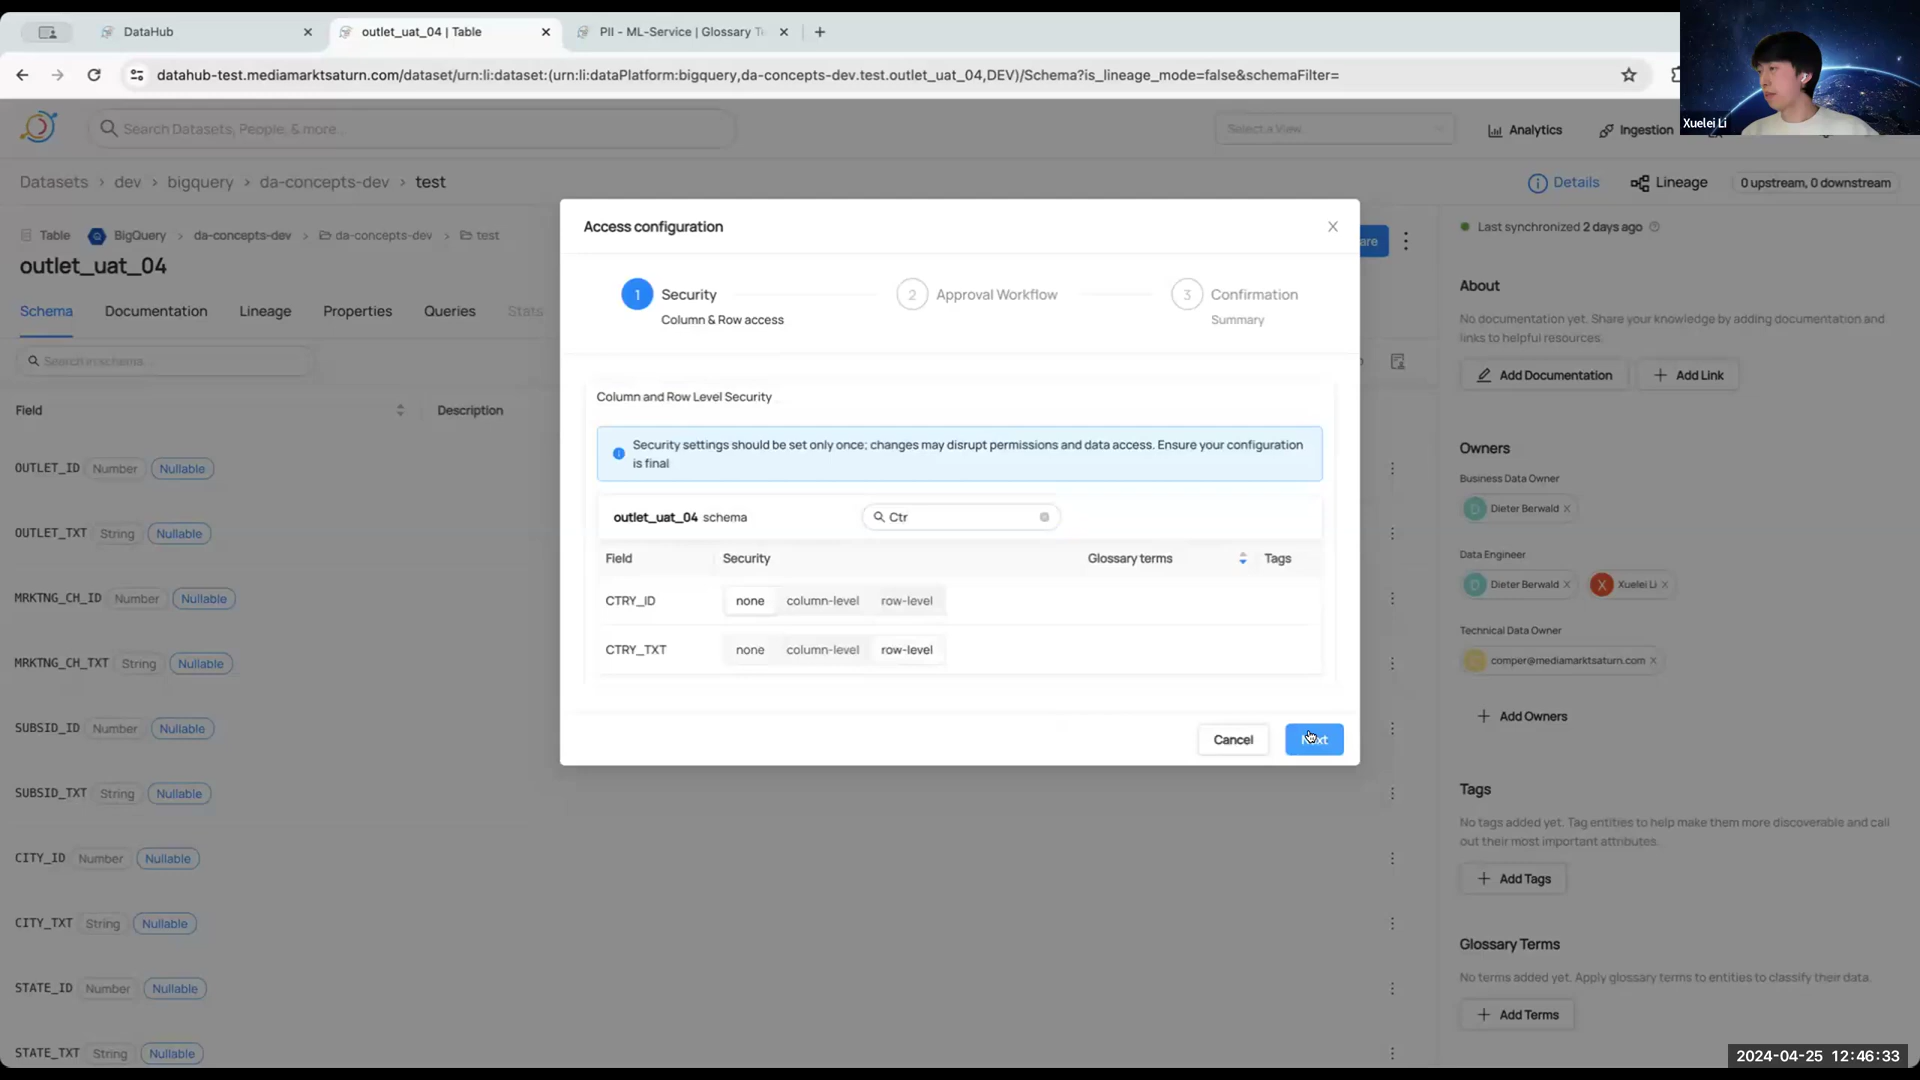 DataHub
outlet_uat_04 | Table
PII - ML-Service | Glossary
datahub-test.mediamarktsaturn.com/dataset/urn:li:dataset:(urn:li:dataPlatform:bigquery,da-concepts-dev.test.outlet_uat_04,DEV)/Schema?is_lineage_mode=false&schemaFilter=
Xuelei Li
Search Datasets, People, & more...
Select a View
Analytics
Ingestion
Datasets > dev > bigquery > da-concepts-dev > test
Details
Lineage
0 upstream, 0 downstream
Table BigQuery > da-concepts-dev > da-concepts-dev > test
outlet_uat_04
Schema Documentation Lineage Properties Queries Stats
Search in schema...
Field Description
OUTLET_ID Number Nullable
OUTLET_TXT String Nullable
MRKTNG_CH_ID Number Nullable
MRKTNG_CH_TXT String Nullable
SUBSID_ID Number Nullable
SUBSID_TXT String Nullable
CITY_ID Number Nullable
CITY_TXT String Nullable
STATE_ID Number Nullable
STATE_TXT String Nullable
Access configuration
1 Security
Column & Row access
2 Approval Workflow
3 Confirmation
Summary
Column and Row Level Security
Security settings should be set only once; changes may disrupt permissions and data access. Ensure your configuration
is final
outlet_uat_04 schema
Ctr
Field Security Glossary terms Tags
CTRY_ID none column-level row-level
CTRY_TXT none column-level row-level
Cancel
are
Last synchronized 2 days ago
About
No documentation yet. Share your knowledge by adding documentation and
links to helpful resources.
Add Documentation
+ Add Link
Owners
Business Data Owner
D Dieter Berwald ×
Data Engineer
D Dieter Berwald × X Xuelei Li ×
Technical Data Owner
comper@mediamarktsaturn.com ×
+ Add Owners
Tags
No tags added yet. Tag entities to help make them more discoverable and call
out their most important attributes.
+ Add Tags
Glossary Terms
No terms added yet. Apply glossary terms to entities to classify their data.
+ Add Terms
2024-04-25 12:46:33